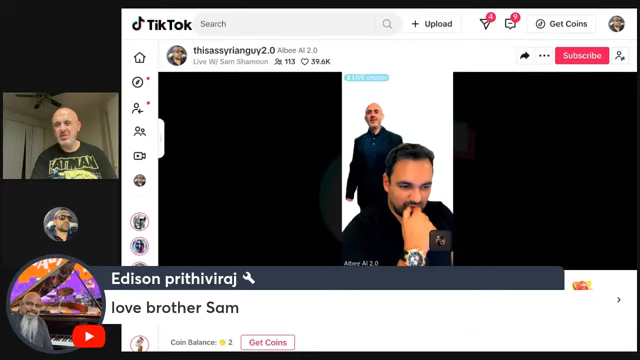 TikTok
Search
+ Upload
4
9
Get Coins
thisassyrianguy2.0 Albee AI 2.0
Live W/ Sam Shamoun 113 39.6K
Subscribe
BATMAN
Albee AI 2.0
Edison prithiviraj
love brother Sam
Coin Balance: 2 Get Coins